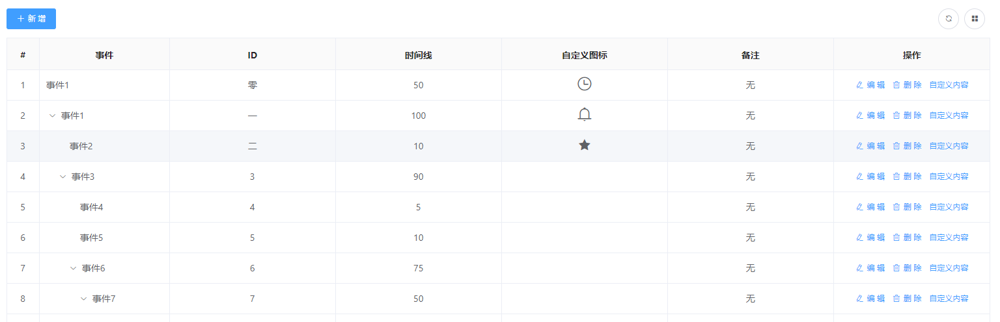 新 增
# 事件 ID 时间线 自定义图标 备注 操作
1 事件1 零 50 无 编 辑 删 除 自定义内容
2 事件1 一 100 无 编 辑 删 除 自定义内容
3 事件2 二 10 无 编 辑 删 除 自定义内容
4 事件3 3 90 无 编 辑 删 除 自定义内容
5 事件4 4 5 无 编 辑 删 除 自定义内容
6 事件5 5 10 无 编 辑 删 除 自定义内容
7 事件6 6 75 无 编 辑 删 除 自定义内容
8 事件7 7 50 无 编 辑 删 除 自定义内容